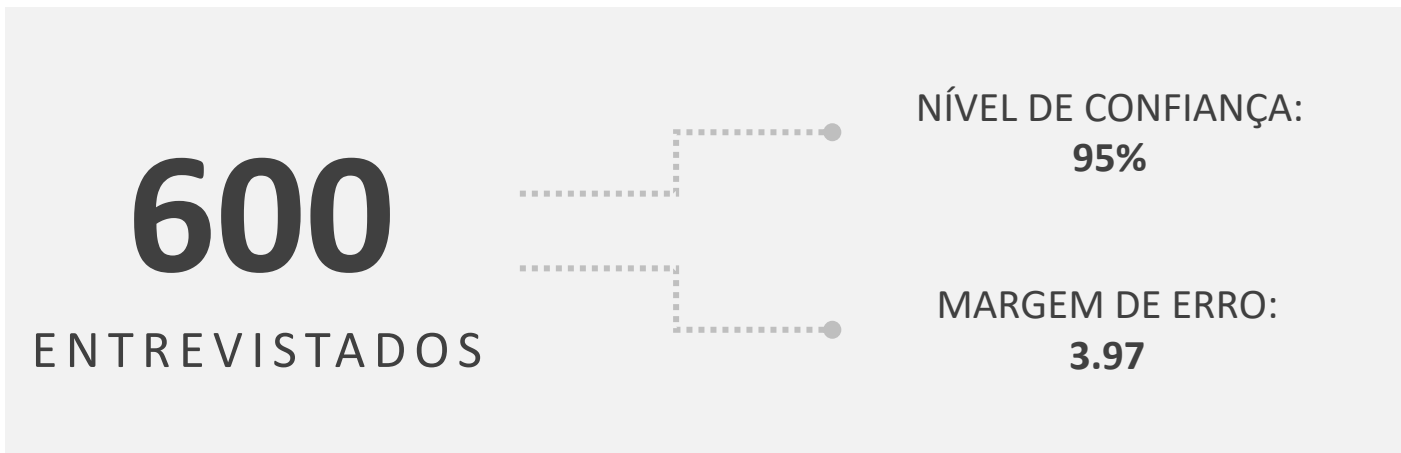 600
ENTREVISTADOS
NÍVEL DE CONFIANÇA:
95%
MARGEM DE ERRO:
3.97